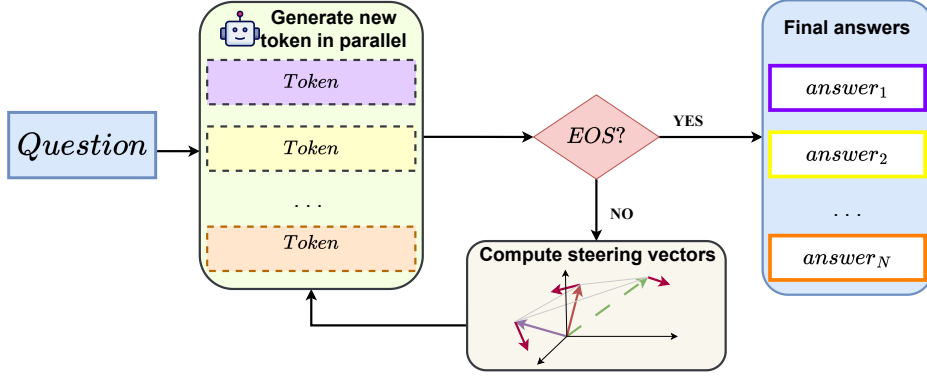 Question
Generate new
token in parallel
Token
Token
. . .
Token
EOS?
YES
NO
Compute steering vectors
Final answers
answer₁
answer₂
. . .
answer_N